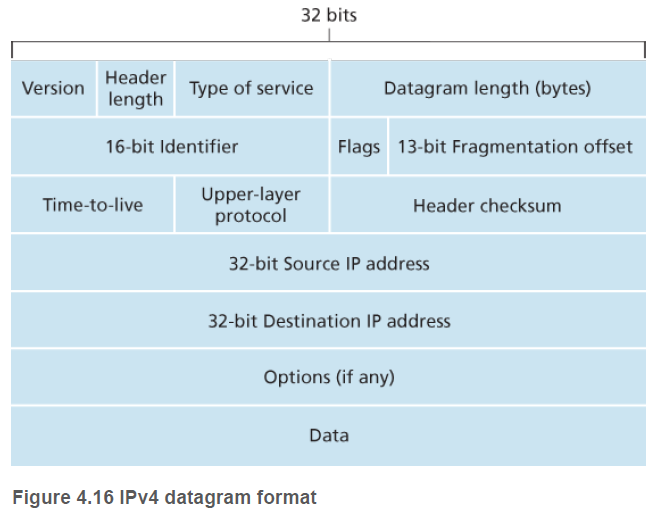 32 bits
Version
Header
length
Type of service
Datagram length (bytes)
16-bit Identifier
Flags
13-bit Fragmentation offset
Time-to-live
Upper-layer
protocol
Header checksum
32-bit Source IP address
32-bit Destination IP address
Options (if any)
Data
Figure 4.16 IPv4 datagram format